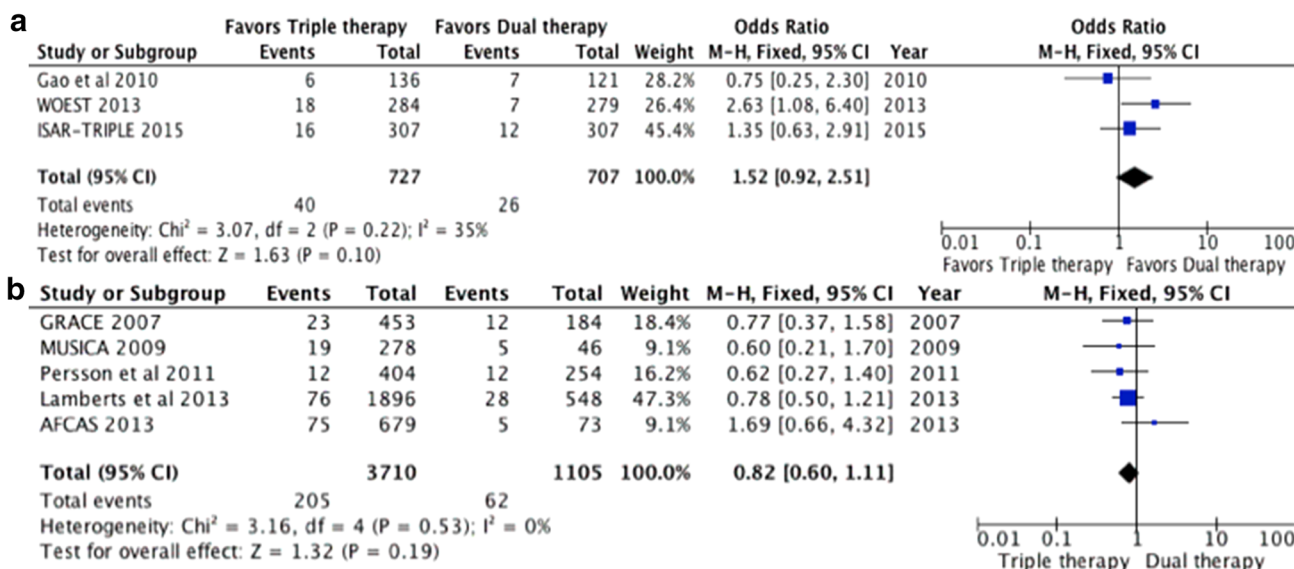 a
Favors Triple therapy Favors Dual therapy Odds Ratio Odds Ratio
Study or Subgroup Events Total Events Total Weight M-H, Fixed, 95% CI Year M-H, Fixed, 95% CI
Gao et al 2010 6 136 7 121 28.2% 0.75 [0.25, 2.30] 2010
WOEST 2013 18 284 7 279 26.4% 2.63 [1.08, 6.40] 2013
ISAR-TRIPLE 2015 16 307 12 307 45.4% 1.35 [0.63, 2.91] 2015
Total (95% CI) 727 707 100.0% 1.52 [0.92, 2.51]
Total events 40 26
Heterogeneity: Chi² = 3.07, df = 2 (P = 0.22); I² = 35%
Test for overall effect: Z = 1.63 (P = 0.10)
0.01 0.1 1 10 100
Favors Triple therapy Favors Dual therapy
b
Study or Subgroup Events Total Events Total Weight M-H, Fixed, 95% CI Year M-H, Fixed, 95% CI
GRACE 2007 23 453 12 184 18.4% 0.77 [0.37, 1.58] 2007
MUSICA 2009 19 278 5 46 9.1% 0.60 [0.21, 1.70] 2009
Persson et al 2011 12 404 12 254 16.2% 0.62 [0.27, 1.40] 2011
Lamberts et al 2013 76 1896 28 548 47.3% 0.78 [0.50, 1.21] 2013
AFCAS 2013 75 679 5 73 9.1% 1.69 [0.66, 4.32] 2013
Total (95% CI) 3710 1105 100.0% 0.82 [0.60, 1.11]
Total events 205 62
Heterogeneity: Chi² = 3.16, df = 4 (P = 0.53); I² = 0%
Test for overall effect: Z = 1.32 (P = 0.19)
0.01 0.1 1 10 100
Triple therapy Dual therapy